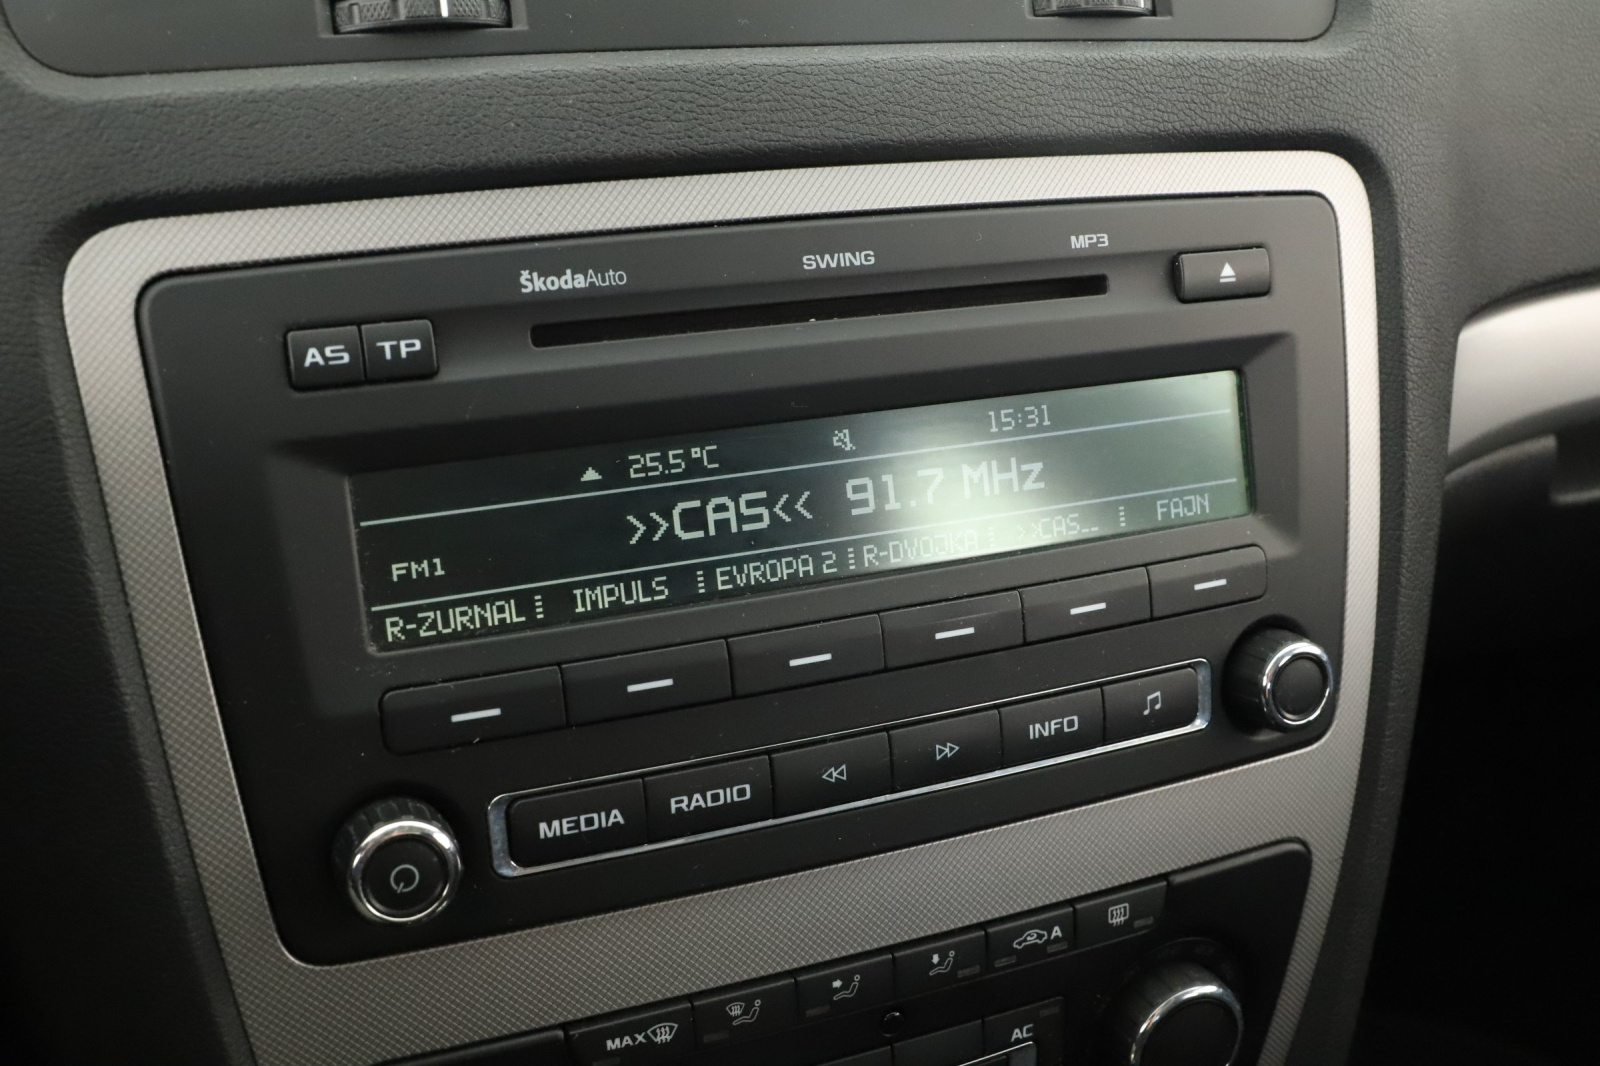 ŠkodaAuto SWING MP3
AS TP
25.5°C 15:31
>>CAS<< 91.7 MHz
FM1
R-ZURNAL IMPULS EVROPA 2 R-DVOJKA >>CAS.. FAJN
MEDIA RADIO INFO
MAX A
AC